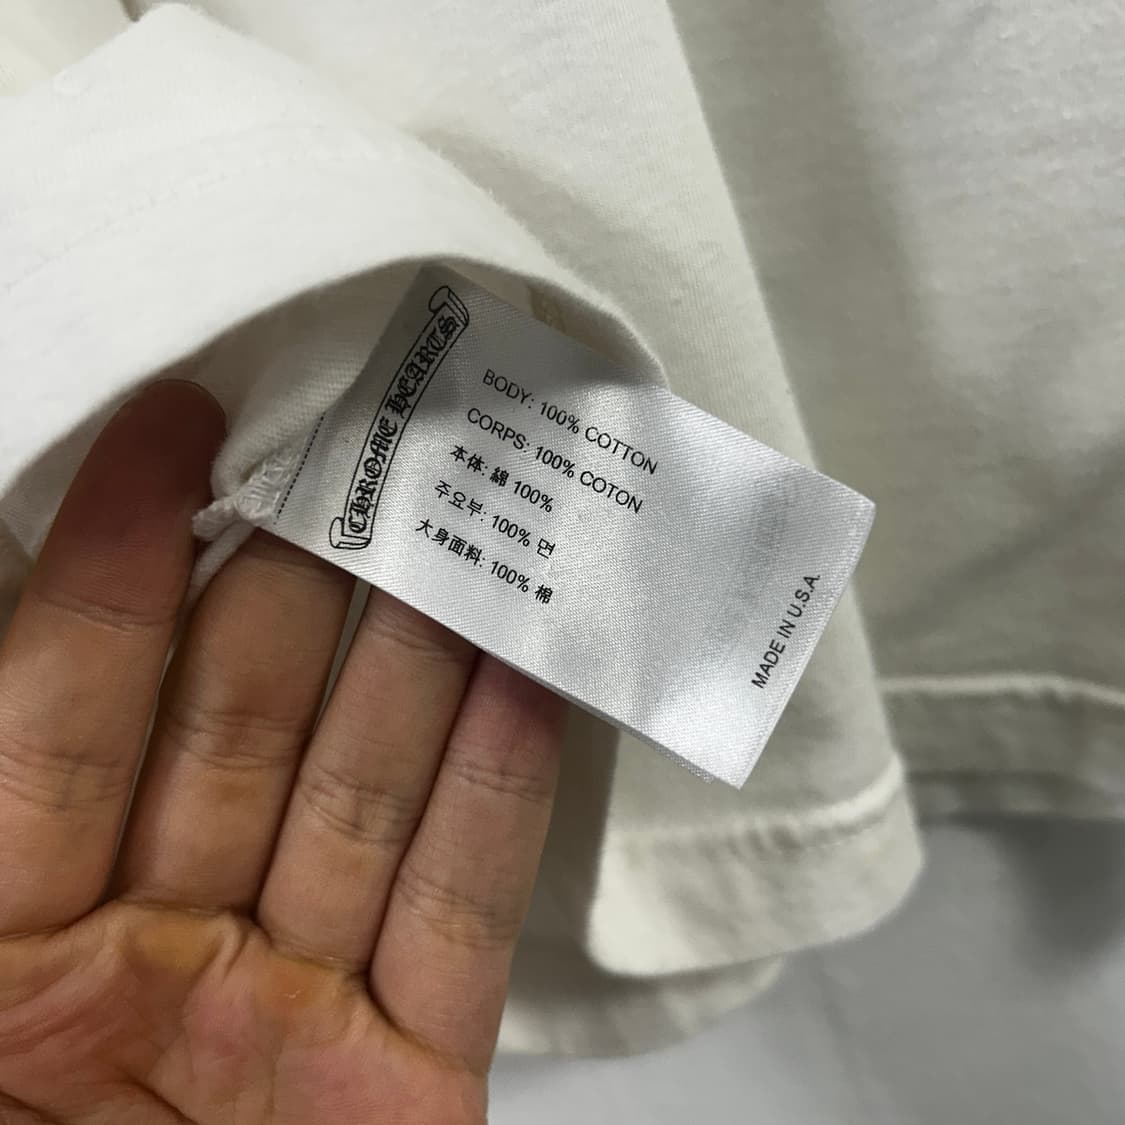 CHROME HEARTS
BODY: 100% COTTON
CORPS: 100% COTON
本体: 綿 100%
주요부: 100% 면
大身面料: 100% 棉
MADE IN U.S.A.